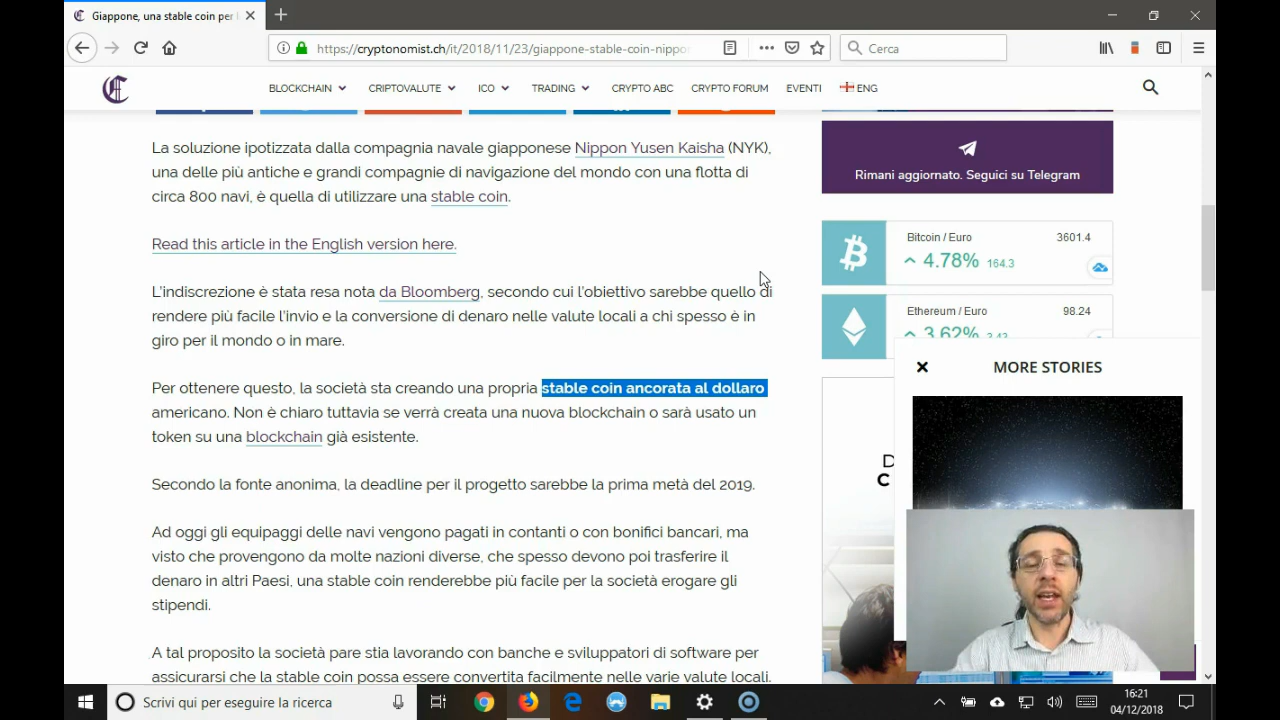 Giappone, una stable coin per l
https://cryptonomist.ch/it/2018/11/23/giappone-stable-coin-nippor
Cerca
BLOCKCHAIN
CRIPTOVALUTE
ICO
TRADING
CRYPTO ABC
CRYPTO FORUM
EVENTI
ENG
La soluzione ipotizzata dalla compagnia navale giapponese Nippon Yusen Kaisha (NYK),
una delle più antiche e grandi compagnie di navigazione del mondo con una flotta di
circa 800 navi, è quella di utilizzare una stable coin.
Read this article in the English version here.
L'indiscrezione è stata resa nota da Bloomberg, secondo cui l'obiettivo sarebbe quello di
rendere più facile l'invio e la conversione di denaro nelle valute locali a chi spesso è in
giro per il mondo o in mare.
Per ottenere questo, la società sta creando una propria stable coin ancorata al dollaro
americano. Non è chiaro tuttavia se verrà creata una nuova blockchain o sarà usato un
token su una blockchain già esistente.
Secondo la fonte anonima, la deadline per il progetto sarebbe la prima metà del 2019.
Ad oggi gli equipaggi delle navi vengono pagati in contanti o con bonifici bancari, ma
visto che provengono da molte nazioni diverse, che spesso devono poi trasferire il
denaro in altri Paesi, una stable coin renderebbe più facile per la società erogare gli
stipendi.
A tal proposito la società pare stia lavorando con banche e sviluppatori di software per
assicurarsi che la stable coin possa essere convertita facilmente nelle varie valute locali.
Rimani aggiornato. Seguici su Telegram
Bitcoin / Euro 3601.4
4.78% 164.3
Ethereum / Euro 98.24
3.62% 3.43
MORE STORIES
D
C
Scrivi qui per eseguire la ricerca
16:21
04/12/2018